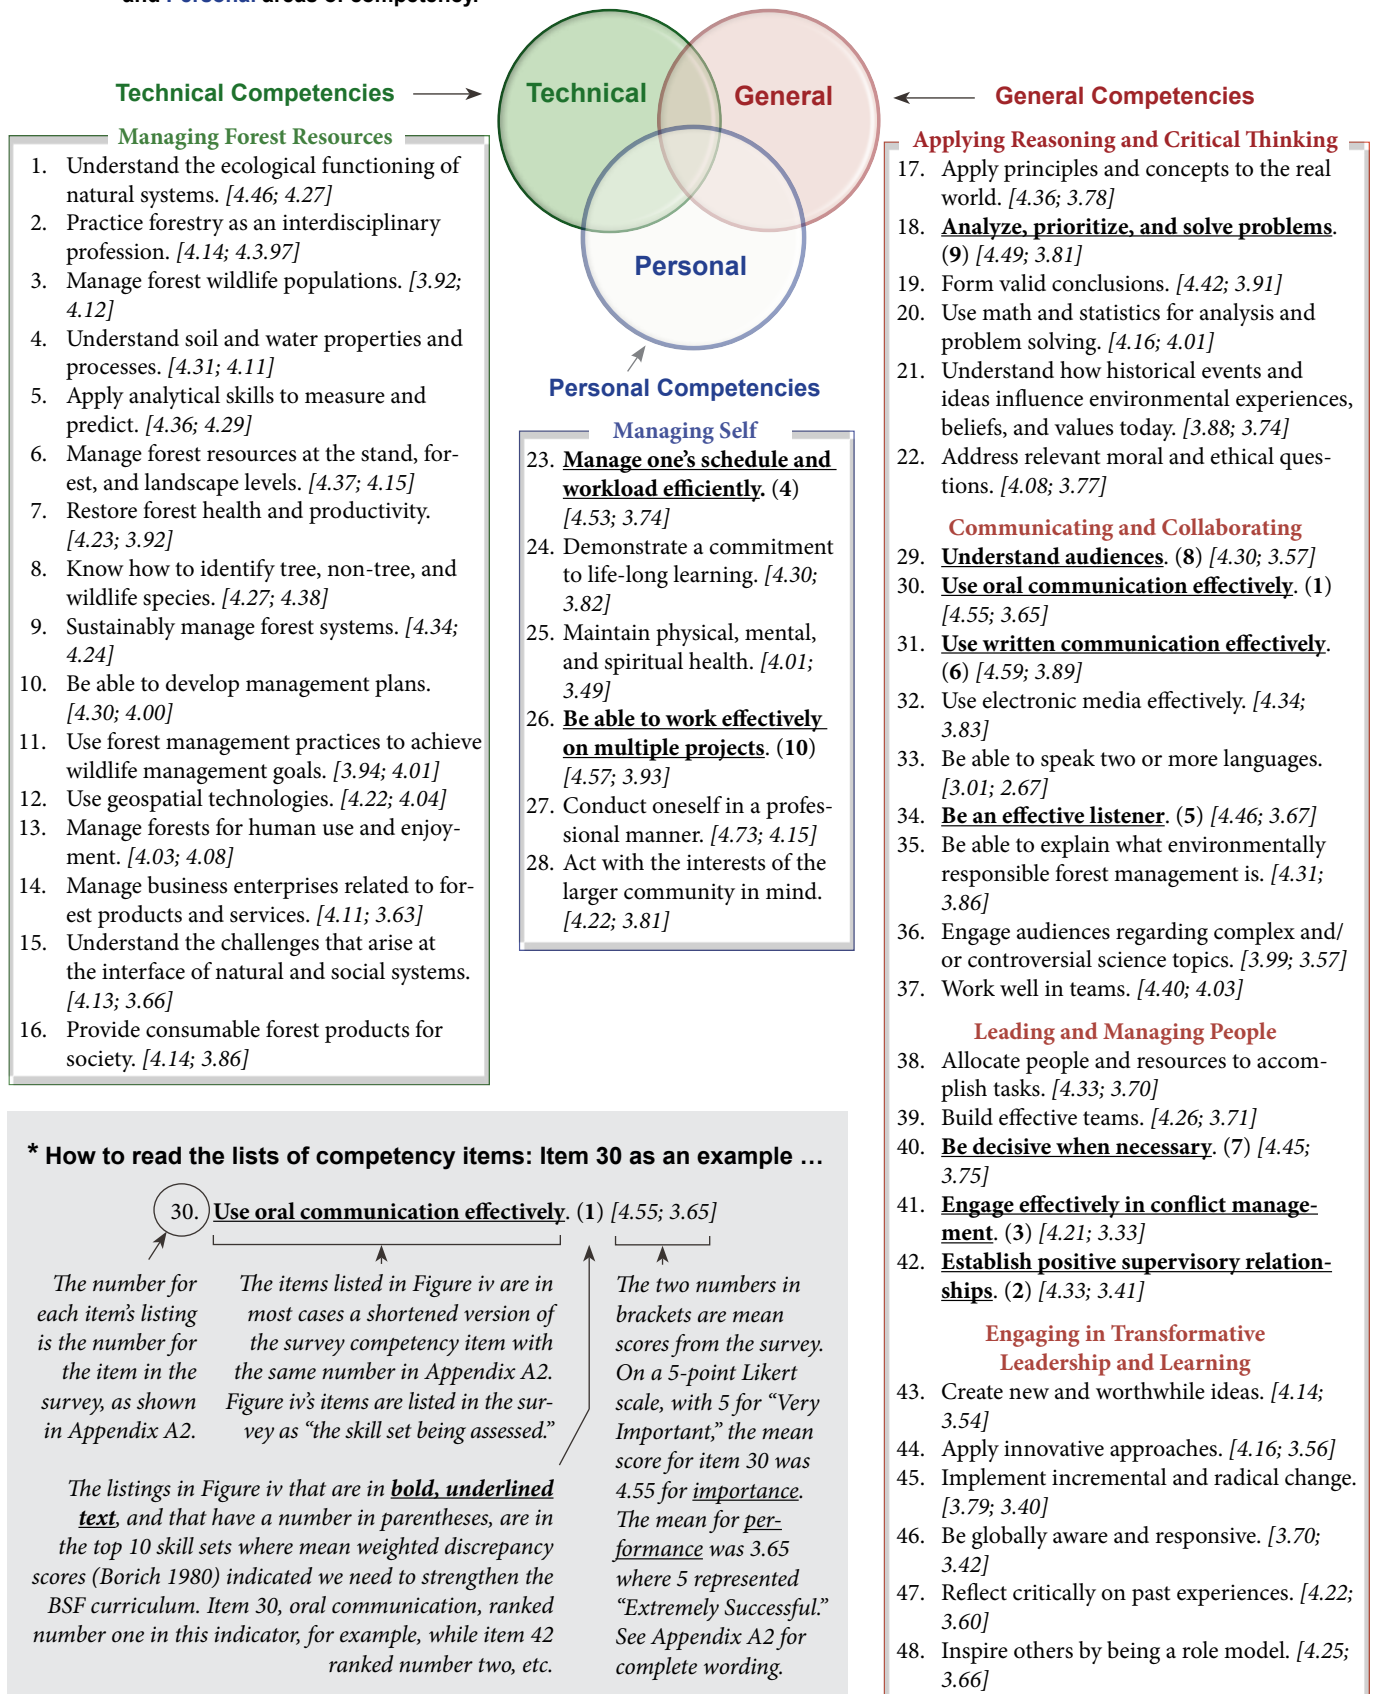 and Personal areas of competency.
Technical
General
Personal
Technical Competencies
General Competencies
Personal Competencies
Managing Forest Resources
1. Understand the ecological functioning of
natural systems. [4.46; 4.27]
2. Practice forestry as an interdisciplinary
profession. [4.14; 4.3.97]
3. Manage forest wildlife populations. [3.92;
4.12]
4. Understand soil and water properties and
processes. [4.31; 4.11]
5. Apply analytical skills to measure and
predict. [4.36; 4.29]
6. Manage forest resources at the stand, for-
est, and landscape levels. [4.37; 4.15]
7. Restore forest health and productivity.
[4.23; 3.92]
8. Know how to identify tree, non-tree, and
wildlife species. [4.27; 4.38]
9. Sustainably manage forest systems. [4.34;
4.24]
10. Be able to develop management plans.
[4.30; 4.00]
11. Use forest management practices to achieve
wildlife management goals. [3.94; 4.01]
12. Use geospatial technologies. [4.22; 4.04]
13. Manage forests for human use and enjoy-
ment. [4.03; 4.08]
14. Manage business enterprises related to for-
est products and services. [4.11; 3.63]
15. Understand the challenges that arise at
the interface of natural and social systems.
[4.13; 3.66]
16. Provide consumable forest products for
society. [4.14; 3.86]
Managing Self
23. Manage one's schedule and
workload efficiently. (4)
[4.53; 3.74]
24. Demonstrate a commitment
to life-long learning. [4.30;
3.82]
25. Maintain physical, mental,
and spiritual health. [4.01;
3.49]
26. Be able to work effectively
on multiple projects. (10)
[4.57; 3.93]
27. Conduct oneself in a profes-
sional manner. [4.73; 4.15]
28. Act with the interests of the
larger community in mind.
[4.22; 3.81]
Applying Reasoning and Critical Thinking
17. Apply principles and concepts to the real
world. [4.36; 3.78]
18. Analyze, prioritize, and solve problems.
(9) [4.49; 3.81]
19. Form valid conclusions. [4.42; 3.91]
20. Use math and statistics for analysis and
problem solving. [4.16; 4.01]
21. Understand how historical events and
ideas influence environmental experiences,
beliefs, and values today. [3.88; 3.74]
22. Address relevant moral and ethical ques-
tions. [4.08; 3.77]
Communicating and Collaborating
29. Understand audiences. (8) [4.30; 3.57]
30. Use oral communication effectively. (1)
[4.55; 3.65]
31. Use written communication effectively.
(6) [4.59; 3.89]
32. Use electronic media effectively. [4.34;
3.83]
33. Be able to speak two or more languages.
[3.01; 2.67]
34. Be an effective listener. (5) [4.46; 3.67]
35. Be able to explain what environmentally
responsible forest management is. [4.31;
3.86]
36. Engage audiences regarding complex and/
or controversial science topics. [3.99; 3.57]
37. Work well in teams. [4.40; 4.03]
Leading and Managing People
38. Allocate people and resources to accom-
plish tasks. [4.33; 3.70]
39. Build effective teams. [4.26; 3.71]
40. Be decisive when necessary. (7) [4.45;
3.75]
41. Engage effectively in conflict manage-
ment. (3) [4.21; 3.33]
42. Establish positive supervisory relation-
ships. (2) [4.33; 3.41]
Engaging in Transformative
Leadership and Learning
43. Create new and worthwhile ideas. [4.14;
3.54]
44. Apply innovative approaches. [4.16; 3.56]
45. Implement incremental and radical change.
[3.79; 3.40]
46. Be globally aware and responsive. [3.70;
3.42]
47. Reflect critically on past experiences. [4.22;
3.60]
48. Inspire others by being a role model. [4.25;
3.66]
* How to read the lists of competency items: Item 30 as an example …
30. Use oral communication effectively. (1) [4.55; 3.65]
The number for
each item's listing
is the number for
the item in the
survey, as shown
in Appendix A2.
The items listed in Figure iv are in
most cases a shortened version of
the survey competency item with
the same number in Appendix A2.
Figure iv's items are listed in the sur-
vey as "the skill set being assessed."
The listings in Figure iv that are in bold, underlined
text, and that have a number in parentheses, are in
the top 10 skill sets where mean weighted discrepancy
scores (Borich 1980) indicated we need to strengthen the
BSF curriculum. Item 30, oral communication, ranked
number one in this indicator, for example, while item 42
ranked number two, etc.
The two numbers in
brackets are mean
scores from the survey.
On a 5-point Likert
scale, with 5 for "Very
Important," the mean
score for item 30 was
4.55 for importance.
The mean for per-
formance was 3.65
where 5 represented
"Extremely Successful."
See Appendix A2 for
complete wording.